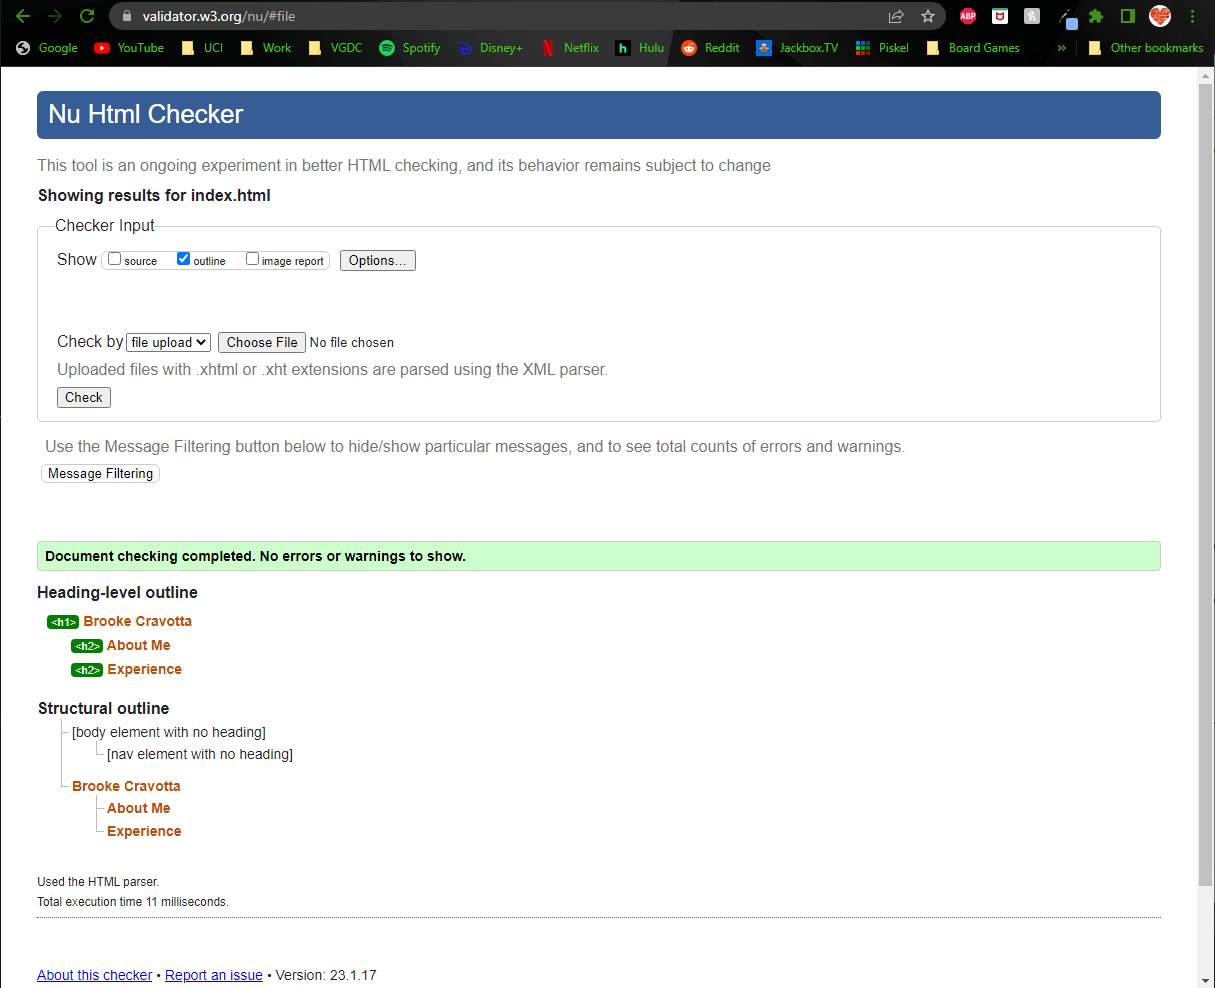 validator.w3.org/nu/#file
ABP
Google YouTube UCI Work VGDC Spotify Disney+ Netflix h Hulu Reddit Jackbox.TV Piskel Board Games » Other bookmarks
Nu Html Checker
This tool is an ongoing experiment in better HTML checking, and its behavior remains subject to change
Showing results for index.html
Checker Input
Show source outline image report Options...
Check by file upload Choose File No file chosen
Uploaded files with .xhtml or .xht extensions are parsed using the XML parser.
Check
Use the Message Filtering button below to hide/show particular messages, and to see total counts of errors and warnings.
Message Filtering
Document checking completed. No errors or warnings to show.
Heading-level outline
<h1> Brooke Cravotta
<h2> About Me
<h2> Experience
Structural outline
[body element with no heading]
[nav element with no heading]
Brooke Cravotta
About Me
Experience
Used the HTML parser.
Total execution time 11 milliseconds.
About this checker • Report an issue • Version: 23.1.17